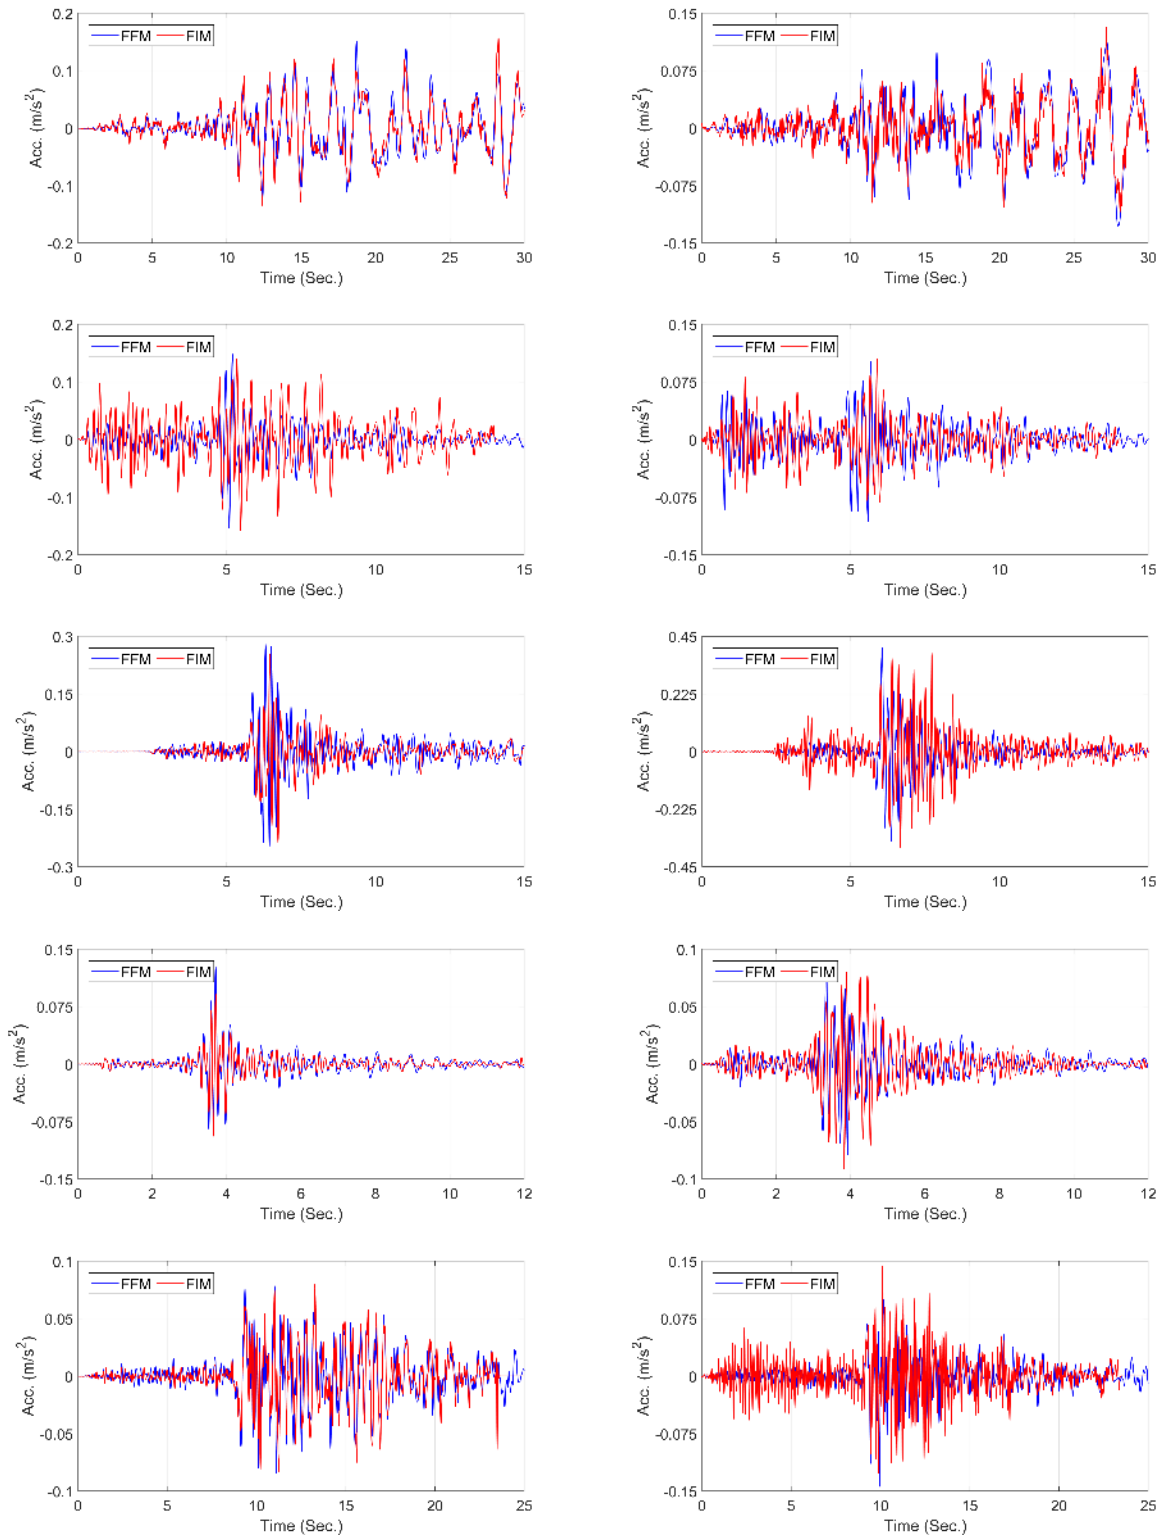 0.2
FFM FIM
0.1
0
-0.1
-0.2
Acc. (m/s²)
0 5 10 15 20 25 30
Time (Sec.)
0.15
FFM FIM
0.075
0
-0.075
-0.15
Acc. (m/s²)
0 5 10 15 20 25 30
Time (Sec.)
0.2
FFM FIM
0.1
0
-0.1
-0.2
Acc. (m/s²)
0 5 10 15
Time (Sec.)
0.15
FFM FIM
0.075
0
-0.075
-0.15
Acc. (m/s²)
0 5 10 15
Time (Sec.)
0.3
FFM FIM
0.15
0
-0.15
-0.3
Acc. (m/s²)
0 5 10 15
Time (Sec.)
0.45
FFM FIM
0.225
0
-0.225
-0.45
Acc. (m/s²)
0 5 10 15
Time (Sec.)
0.15
FFM FIM
0.075
0
-0.075
-0.15
Acc. (m/s²)
0 2 4 6 8 10 12
Time (Sec.)
0.1
FFM FIM
0.05
0
-0.05
-0.1
Acc. (m/s²)
0 2 4 6 8 10 12
Time (Sec.)
0.1
FFM FIM
0.05
0
-0.05
-0.1
Acc. (m/s²)
0 5 10 15 20 25
Time (Sec.)
0.15
FFM FIM
0.075
0
-0.075
-0.15
Acc. (m/s²)
0 5 10 15 20 25
Time (Sec.)